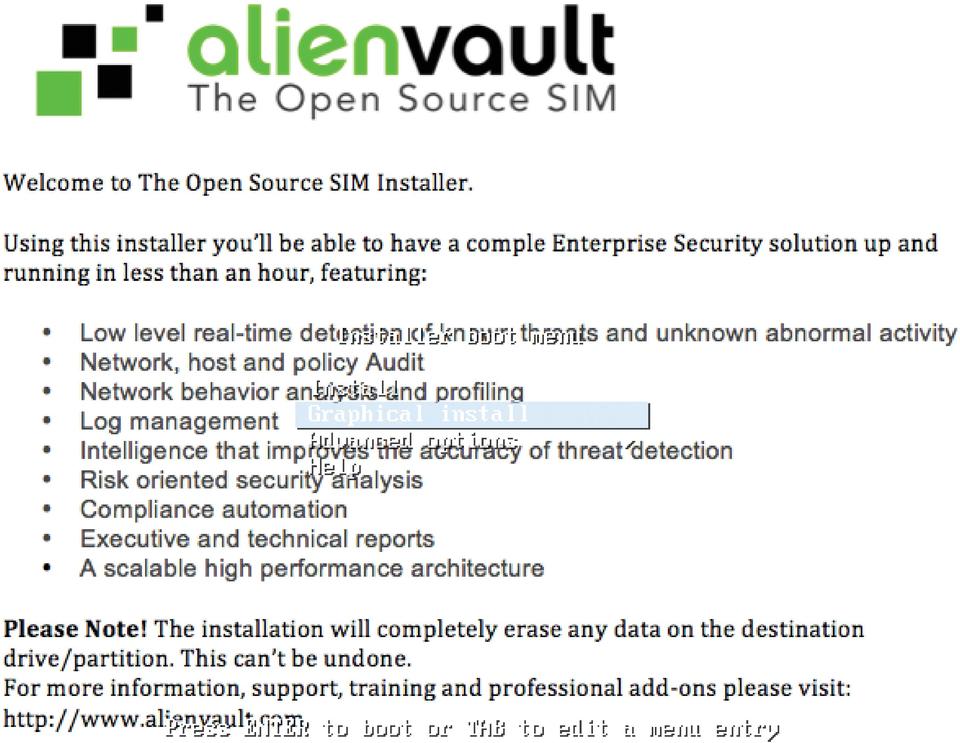 alienvault
The Open Source SIM
Welcome to The Open Source SIM Installer.
Using this installer you’ll be able to have a comple Enterprise Security solution up and
running in less than an hour, featuring:
• Low level real-time detection of known threats and unknown abnormal activity
Installer boot menu
• Network, host and policy Audit
• Network behavior analysis and profiling
Install
• Log management
Graphical install
Advanced options
• Intelligence that improves the accuracy of threat detection
Help
• Risk oriented security analysis
• Compliance automation
• Executive and technical reports
• A scalable high performance architecture
Please Note! The installation will completely erase any data on the destination
drive/partition. This can’t be undone.
For more information, support, training and professional add-ons please visit:
http://www.alienvault.com
Press ENTER to boot or TAB to edit a menu entry